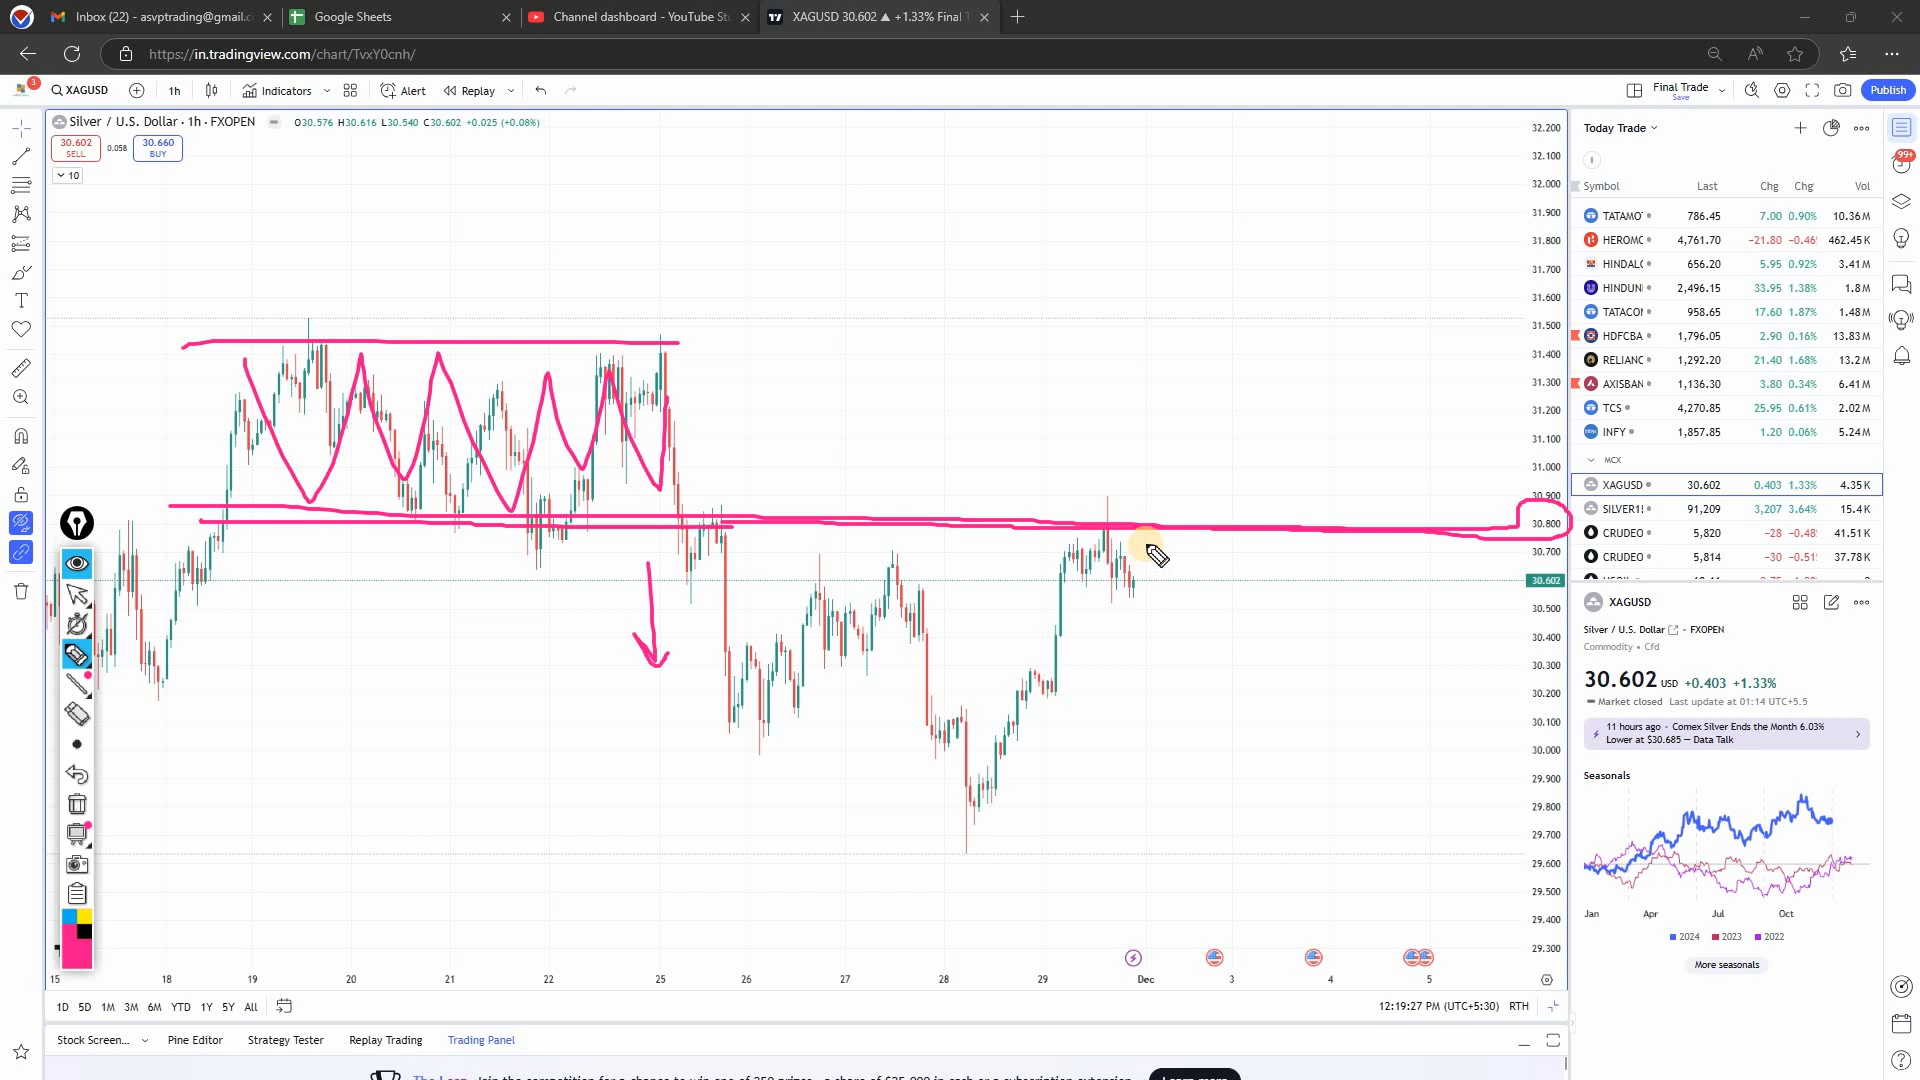 Inbox (22) - asvptrading@gmail.c
Google Sheets
Channel dashboard - YouTube St
XAGUSD 30.602 ▲ +1.33% Final T
https://in.tradingview.com/chart/TvxY0cnh/
3
XAGUSD
1h
Indicators
Alert
Replay
Final Trade
Save
Publish
Silver / U.S. Dollar · 1h · FXOPEN
O30.576 H30.616 L30.540 C30.602 +0.025 (+0.08%)
30.602
SELL
0.058
30.660
BUY
10
32.200
32.100
32.000
31.900
31.800
31.700
31.600
31.500
31.400
31.300
31.200
31.100
31.000
30.900
30.800
30.700
30.602
30.500
30.400
30.300
30.200
30.100
30.000
29.900
29.800
29.700
29.600
29.500
29.400
29.300
15 18 19 20 21 22 25 26 27 28 29 Dec 3 4 5
1D 5D 1M 3M 6M YTD 1Y 5Y All
12:19:27 PM (UTC+5:30) RTH
Stock Screen...
Pine Editor
Strategy Tester
Replay Trading
Trading Panel
Today Trade
99+
Symbol Last Chg Chg Vol
TATAMO 786.45 7.00 0.90% 10.36 M
HEROMC 4,761.70 −21.80 −0.46 462.45 K
HINDALC 656.20 5.95 0.92% 3.41 M
HINDUNI 2,496.15 33.95 1.38% 1.8 M
TATACON 958.65 17.60 1.87% 1.48 M
HDFCBA 1,796.05 2.90 0.16% 13.83 M
RELIANC 1,292.20 21.40 1.68% 13.2 M
AXISBAN 1,136.30 3.80 0.34% 6.41 M
TCS 4,270.85 25.95 0.61% 2.02 M
INFY 1,857.85 1.20 0.06% 5.24 M
MCX
XAGUSD 30.602 0.403 1.33% 4.35 K
SILVER1! 91,209 3,207 3.64% 15.4 K
CRUDEO 5,820 −28 −0.48 41.51 K
CRUDEO 5,814 −30 −0.51 37.78 K
XAGUSD
Silver / U.S. Dollar · FXOPEN
Commodity • Cfd
30.602 USD +0.403 +1.33%
Market closed Last update at 01:14 UTC+5.5
11 hours ago · Comex Silver Ends the Month 6.03%
Lower at $30.685 — Data Talk
Seasonals
Jan Apr Jul Oct
2024 2023 2022
More seasonals